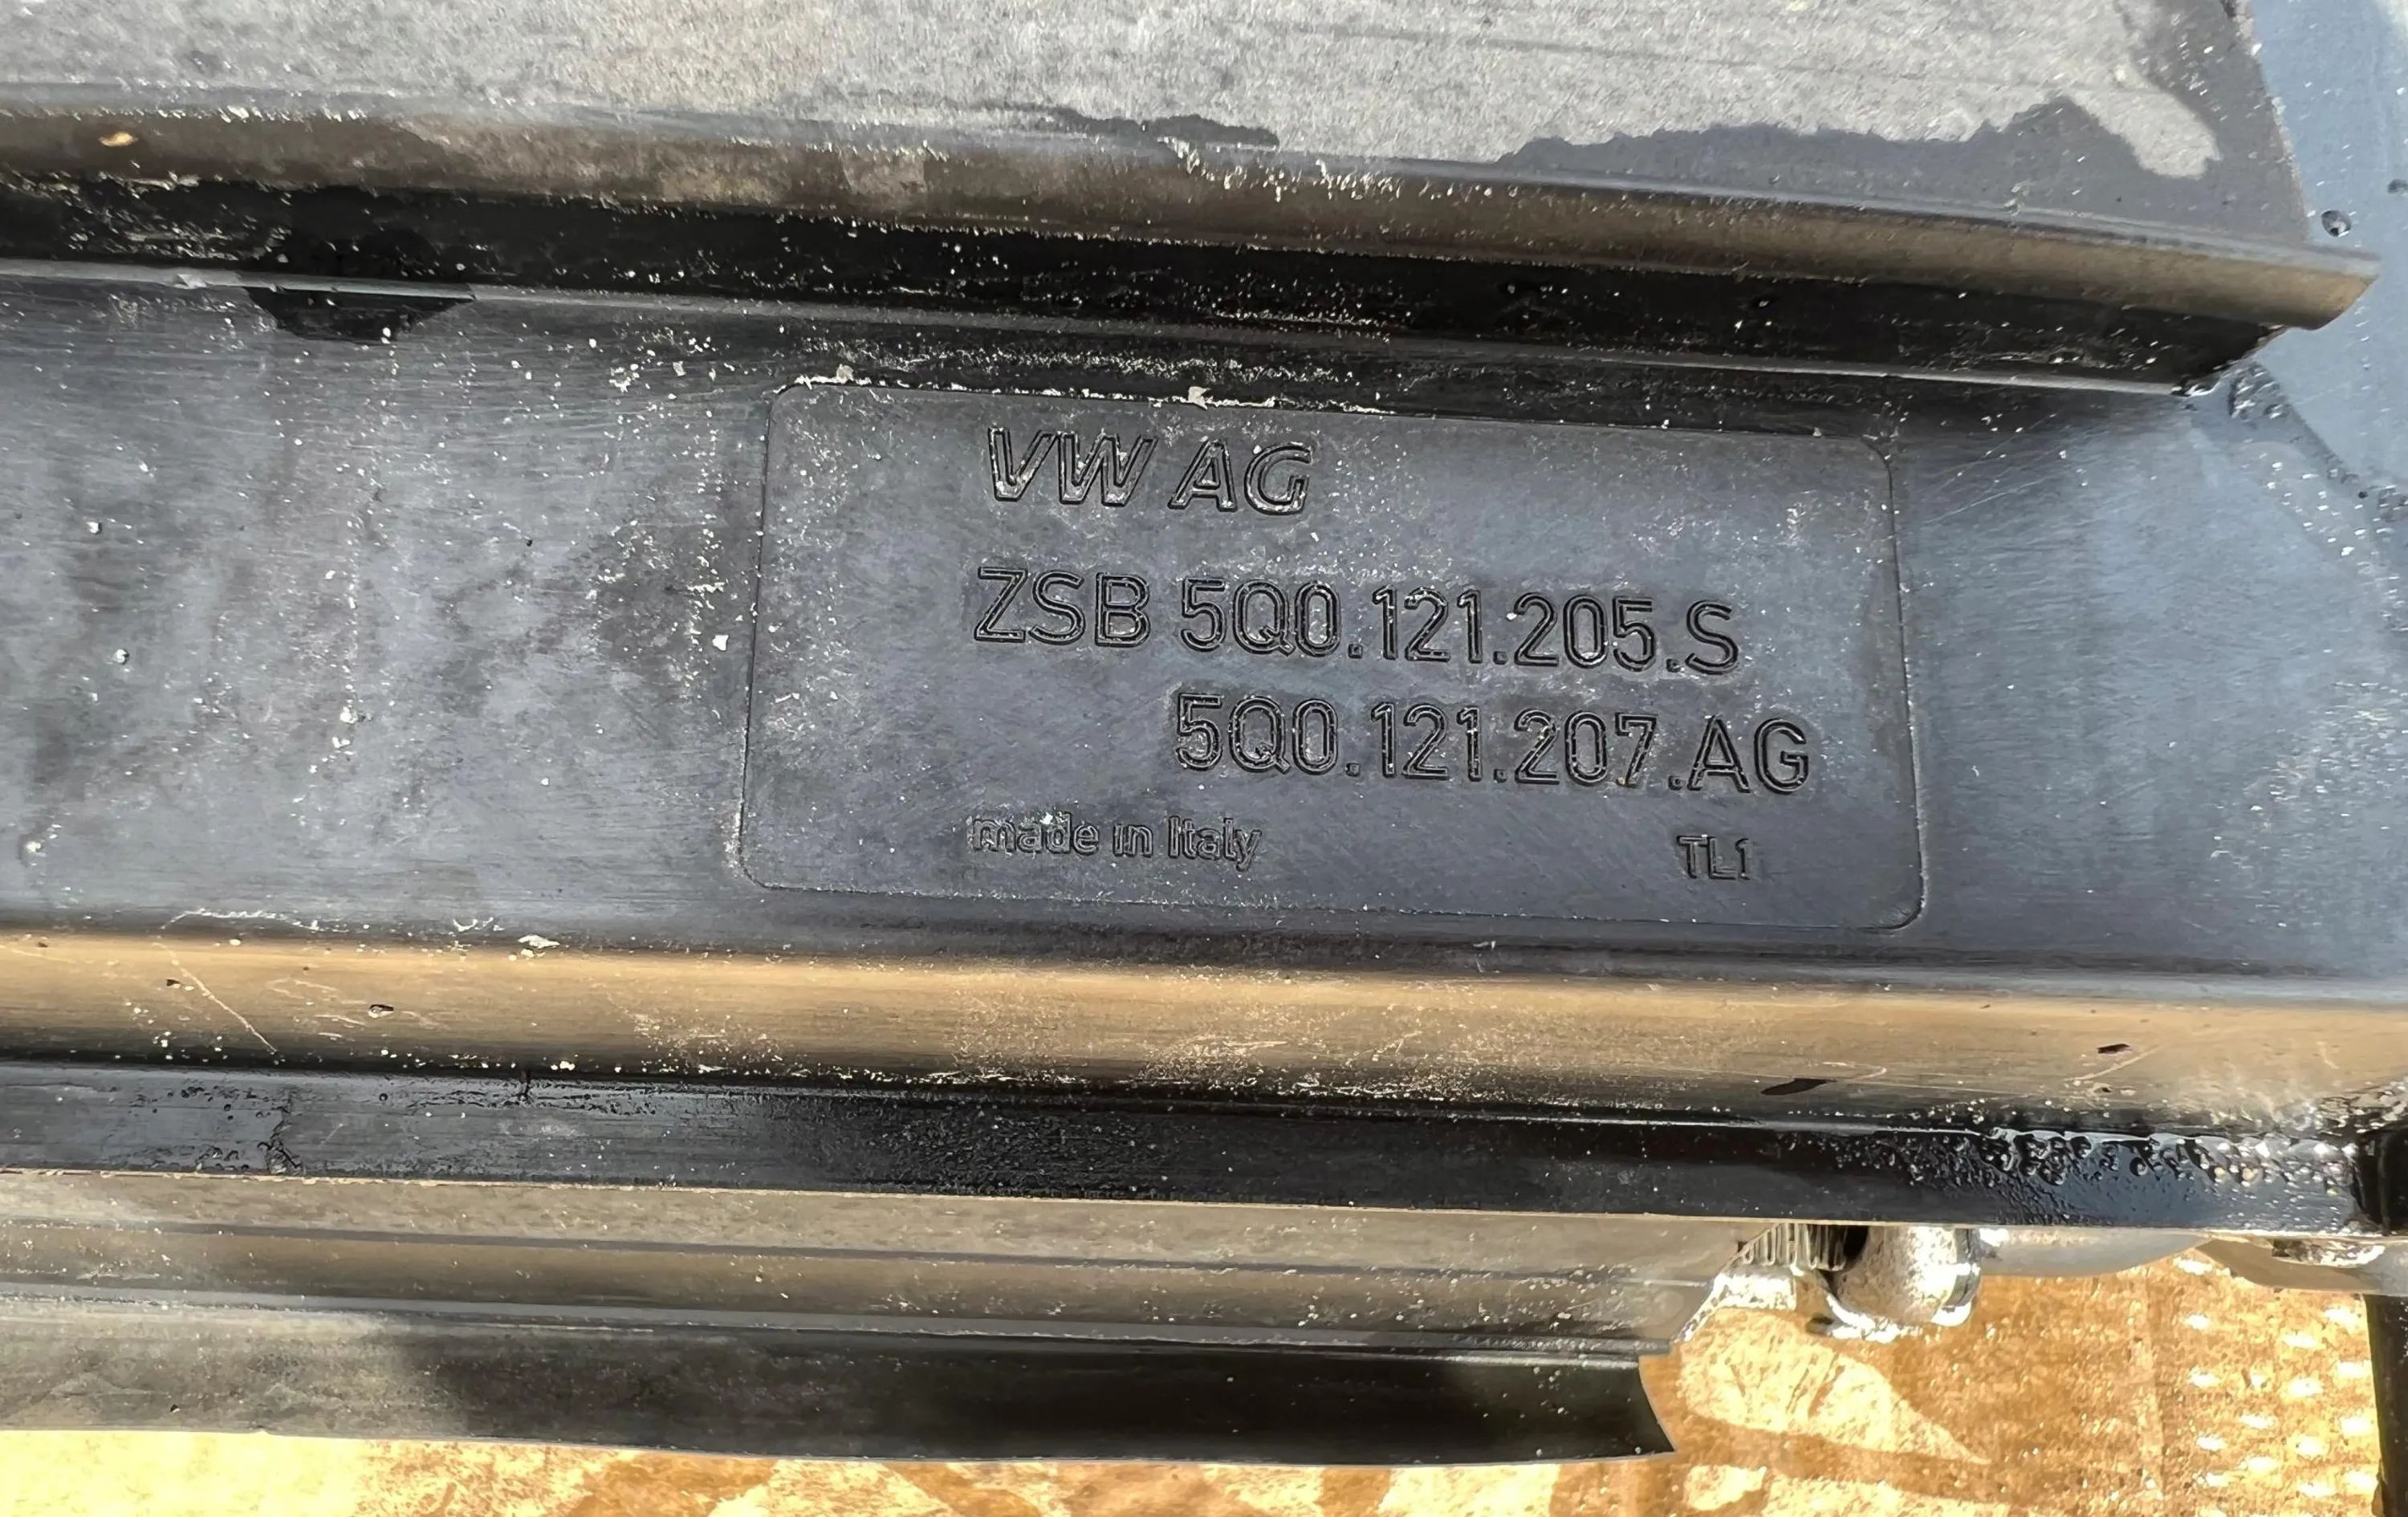 VW AG
ZSB 5Q0.121.205.S
5Q0.121.207.AG
made in Italy TL1